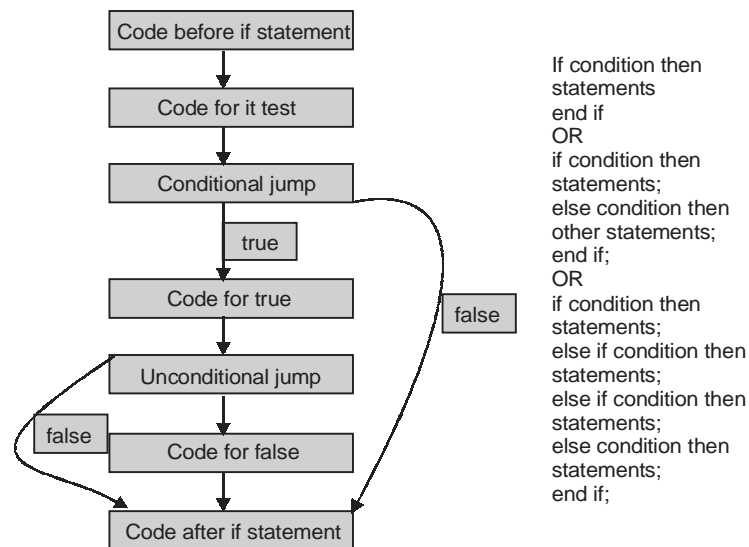 Code before if statement
Code for it test
Conditional jump
true
Code for true
false
Unconditional jump
false
Code for false
Code after if statement
If condition then
statements
end if
OR
if condition then
statements;
else condition then
other statements;
end if;
OR
if condition then
statements;
else if condition then
statements;
else if condition then
statements;
else condition then
statements;
end if;